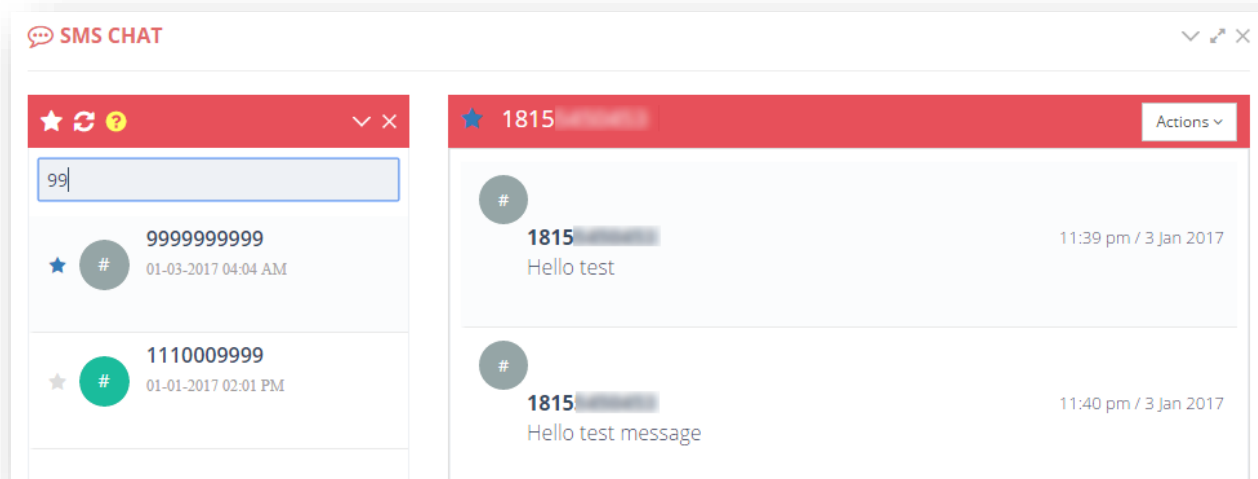 SMS CHAT
?
99
#
9999999999
01-03-2017 04:04 AM
#
1110009999
01-01-2017 02:01 PM
1815
Actions
#
1815
11:39 pm / 3 Jan 2017
Hello test
#
1815
11:40 pm / 3 Jan 2017
Hello test message